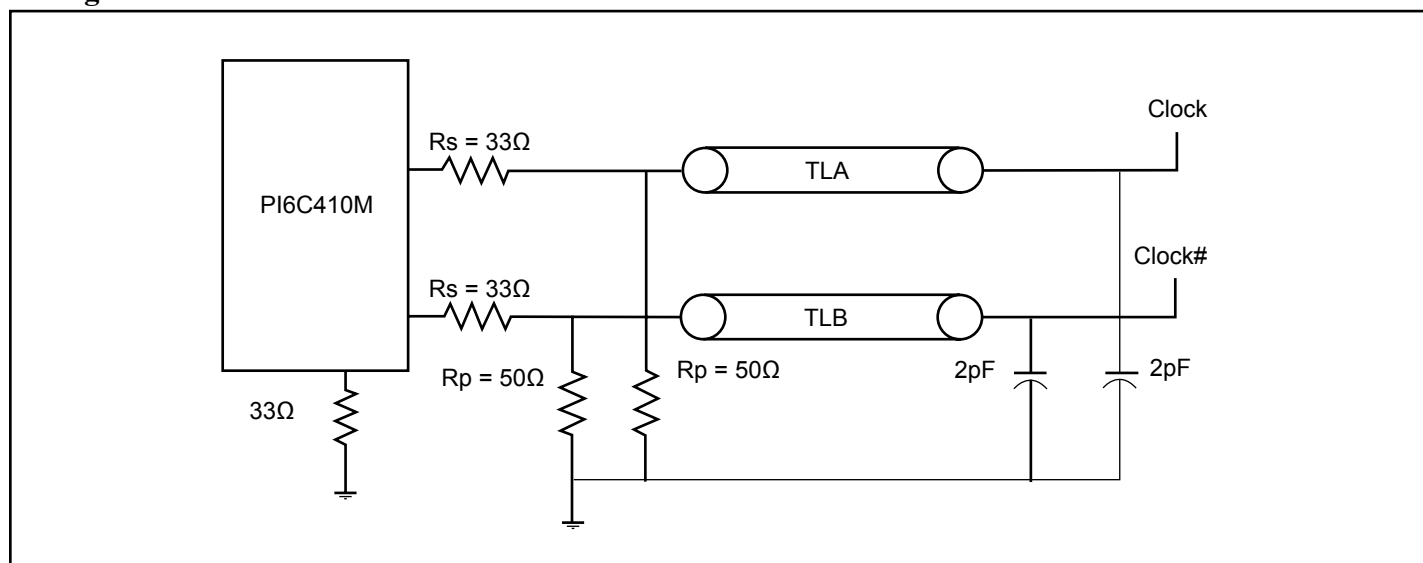 Clock
Rs = 33Ω
TLA
PI6C410M
Clock#
Rs = 33Ω
TLB
Rp = 50Ω
Rp = 50Ω
2pF
2pF
33Ω